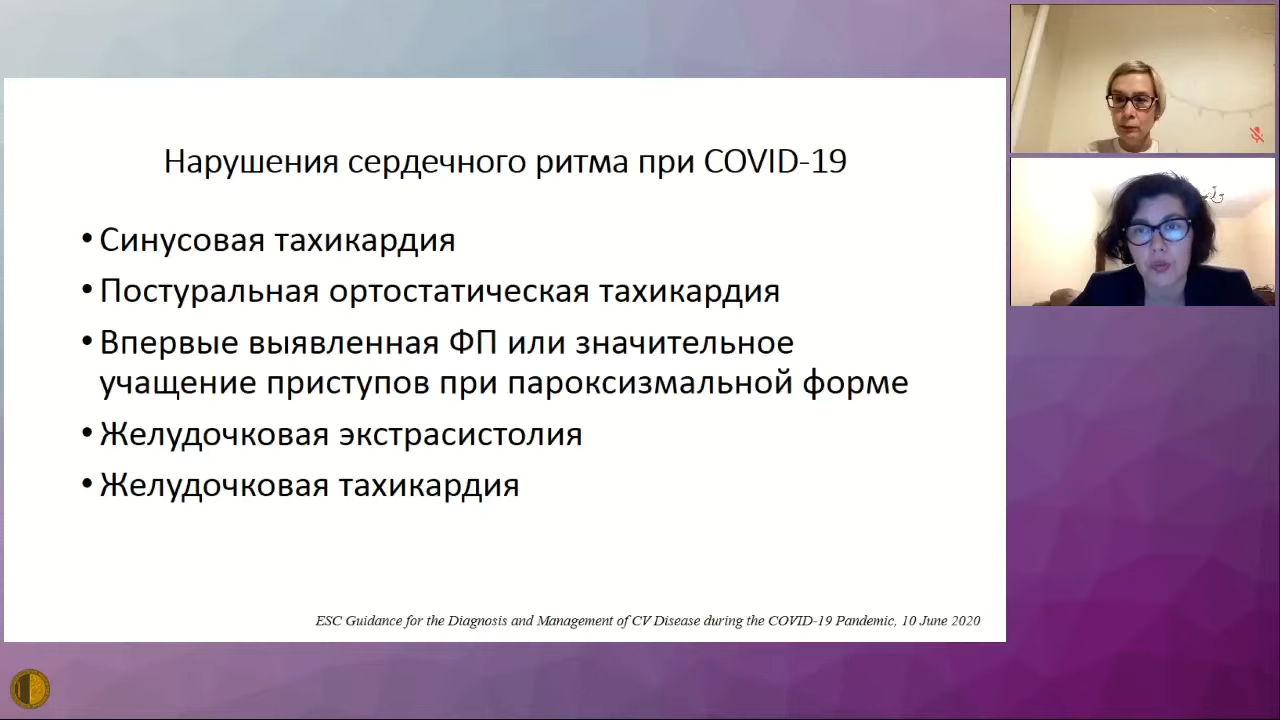 Нарушения сердечного ритма при COVID-19
• Синусовая тахикардия
• Постуральная ортостатическая тахикардия
• Впервые выявленная ФП или значительное
учащение приступов при пароксизмальной форме
• Желудочковая экстрасистолия
• Желудочковая тахикардия
ESC Guidance for the Diagnosis and Management of CV Disease during the COVID-19 Pandemic, 10 June 2020